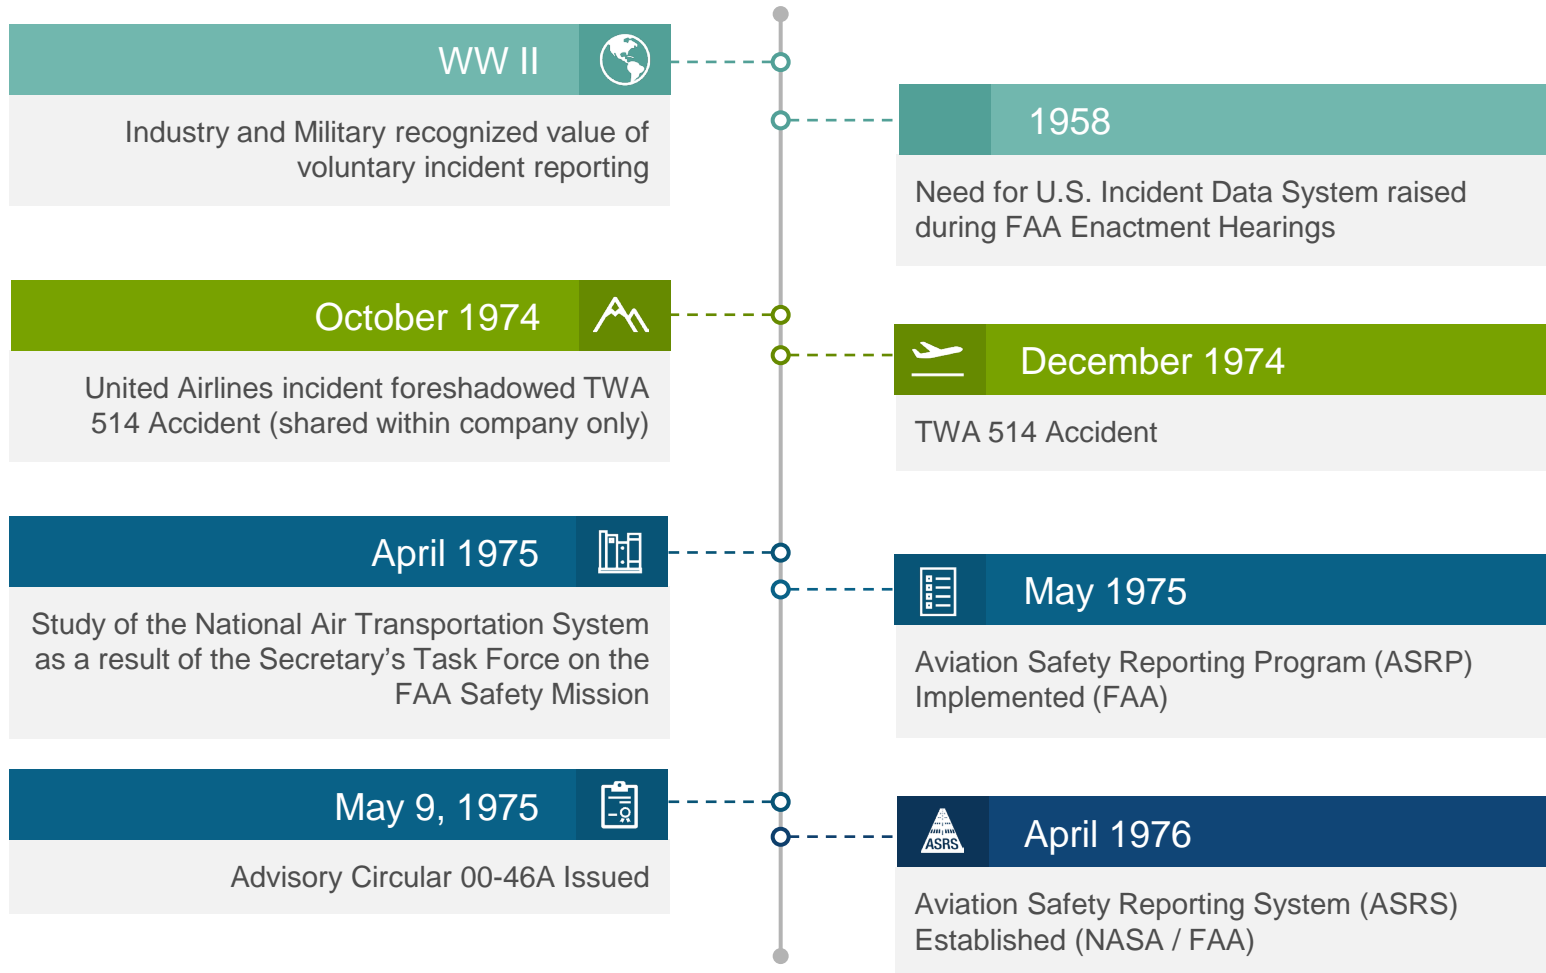 WW II
Industry and Military recognized value of
voluntary incident reporting
1958
Need for U.S. Incident Data System raised
during FAA Enactment Hearings
October 1974
United Airlines incident foreshadowed TWA
514 Accident (shared within company only)
December 1974
TWA 514 Accident
April 1975
Study of the National Air Transportation System
as a result of the Secretary’s Task Force on the
FAA Safety Mission
May 1975
Aviation Safety Reporting Program (ASRP)
Implemented (FAA)
May 9, 1975
Advisory Circular 00-46A Issued
ASRS
April 1976
Aviation Safety Reporting System (ASRS)
Established (NASA / FAA)